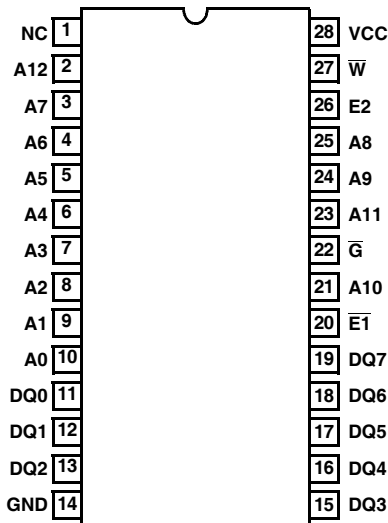 NC 1 28 VCC
A12 2 27 W̅
A7 3 26 E2
A6 4 25 A8
A5 5 24 A9
A4 6 23 A11
A3 7 22 G̅
A2 8 21 A10
A1 9 20 E̅1̅
A0 10 19 DQ7
DQ0 11 18 DQ6
DQ1 12 17 DQ5
DQ2 13 16 DQ4
GND 14 15 DQ3